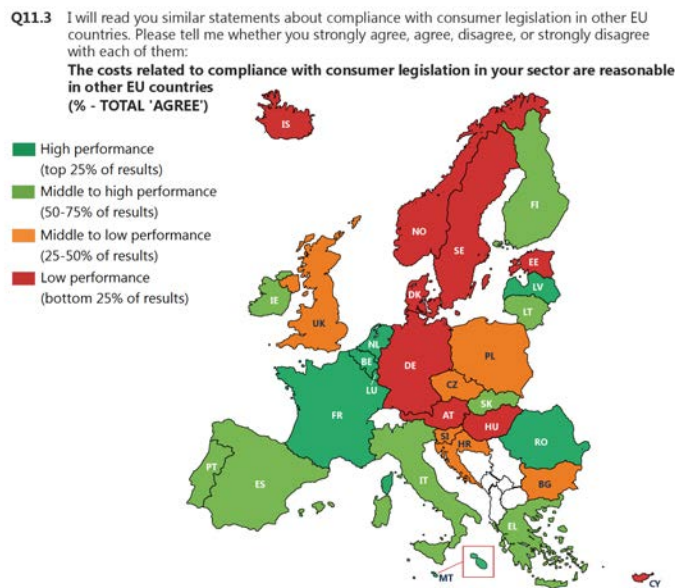 Q11.3 I will read you similar statements about compliance with consumer legislation in other EU
countries. Please tell me whether you strongly agree, agree, disagree, or strongly disagree
with each of them:
The costs related to compliance with consumer legislation in your sector are reasonable
in other EU countries
(% - TOTAL 'AGREE')
IS
High performance
(top 25% of results)
Middle to high performance
(50-75% of results)
Middle to low performance
(25-50% of results)
Low performance
(bottom 25% of results)
FI
NO
SE
EE
LV
DK
LT
IE
UK
NL
BE
DE
PL
LU
CZ
SK
FR
AT
HU
RO
SI
HR
PT
ES
IT
BG
EL
MT
CY